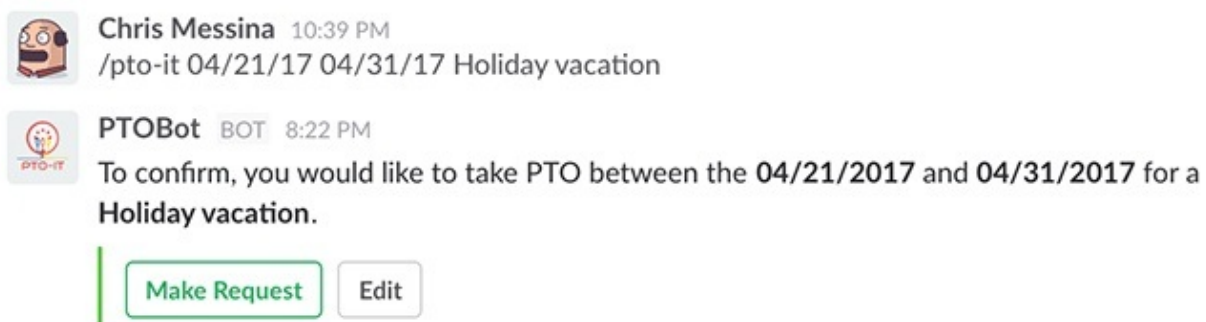 Chris Messina 10:39 PM
/pto-it 04/21/17 04/31/17 Holiday vacation
PTOBot BOT 8:22 PM
PTO-IT
To confirm, you would like to take PTO between the 04/21/2017 and 04/31/2017 for a
Holiday vacation.
Make Request Edit